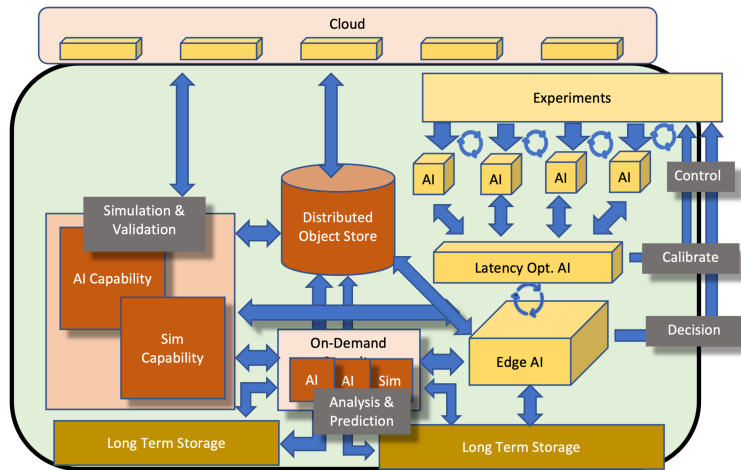 Cloud
Experiments
AI
AI
AI
AI
Control
Simulation &
Validation
Distributed
Object Store
AI Capability
Latency Opt. AI
Calibrate
Sim
Capability
On-Demand
Decision
Edge AI
AI
AI
Sim
Analysis &
Prediction
Long Term Storage
Long Term Storage